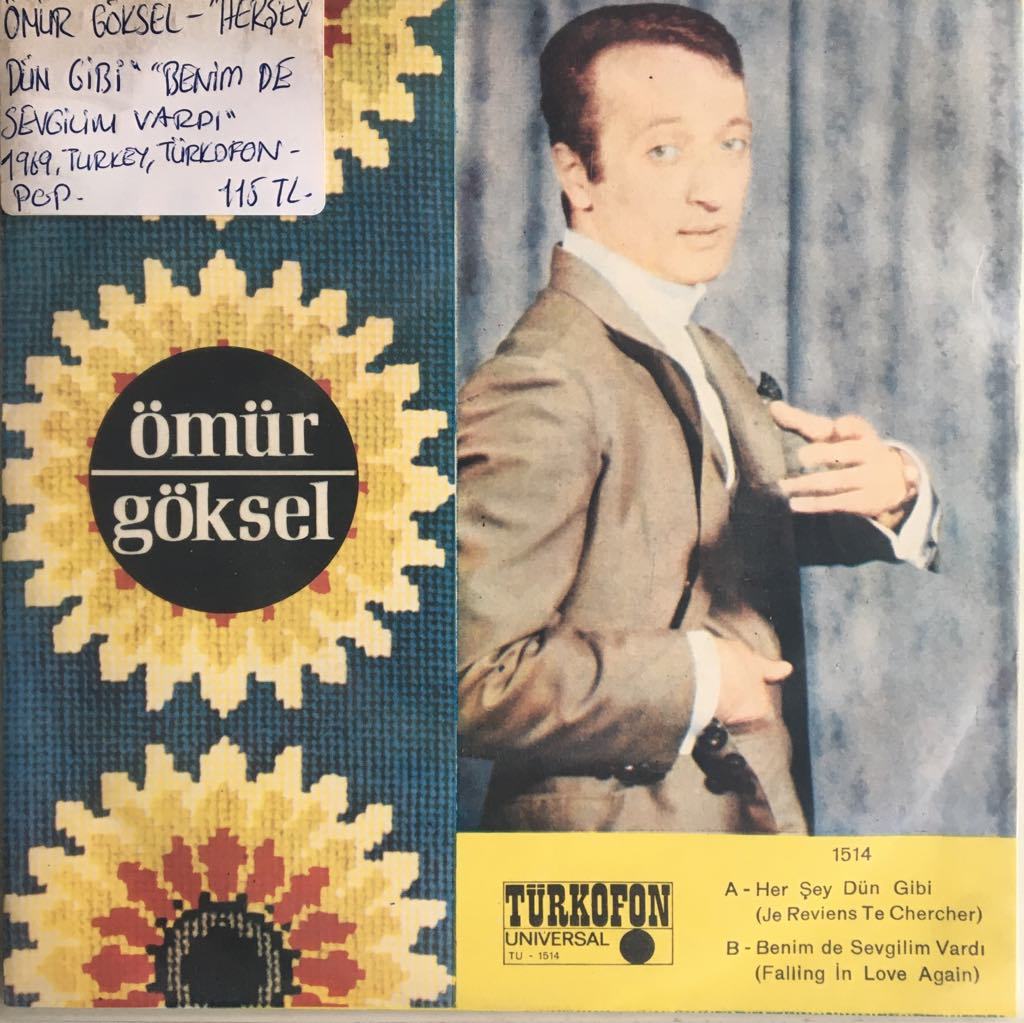 ÖMÜR GÖKSEL - "HERŞEY
DÜN GİBİ" "BENİM DE
SEVGİLİM VARDI"
1969, TURKEY, TÜRKOFON -
POP. 115 TL.
ömür
göksel
1514
A - Her Şey Dün Gibi
(Je Reviens Te Chercher)
B - Benim de Sevgilim Vardı
(Falling İn Love Again)
TÜRKOFON
UNIVERSAL
TU - 1514